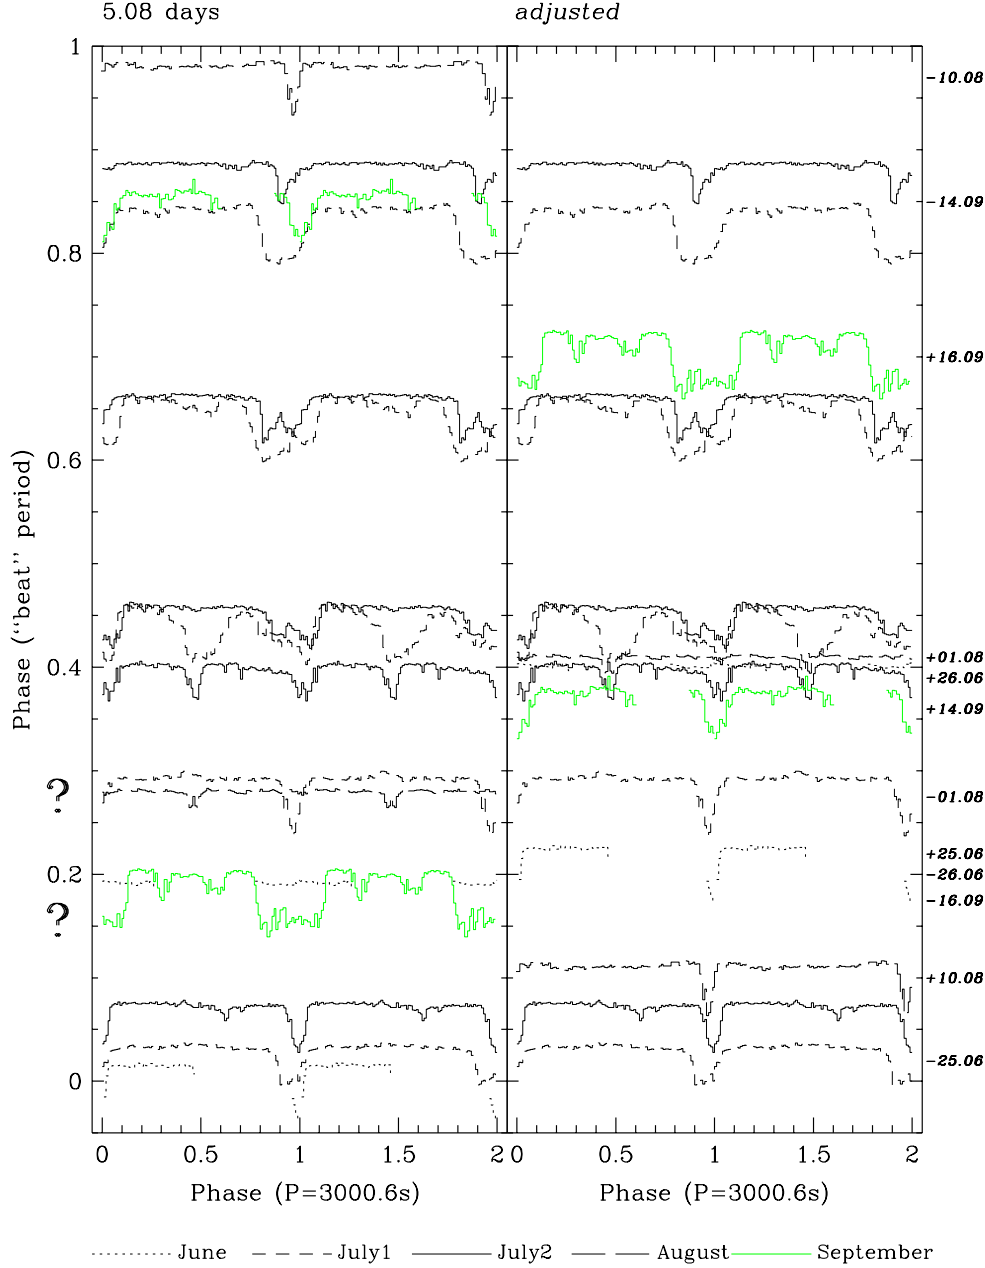 5.08 days
adjusted
1
0.8
0.6
0.4
0.2
0
Phase ("beat" period)
?
?
-10.08
-14.09
+16.09
+01.08
+26.06
+14.09
-01.08
+25.06
-26.06
-16.09
+10.08
-25.06
0 0.5 1 1.5 2
0 0.5 1 1.5 2
Phase (P=3000.6s)
Phase (P=3000.6s)
June July1 July2 August September